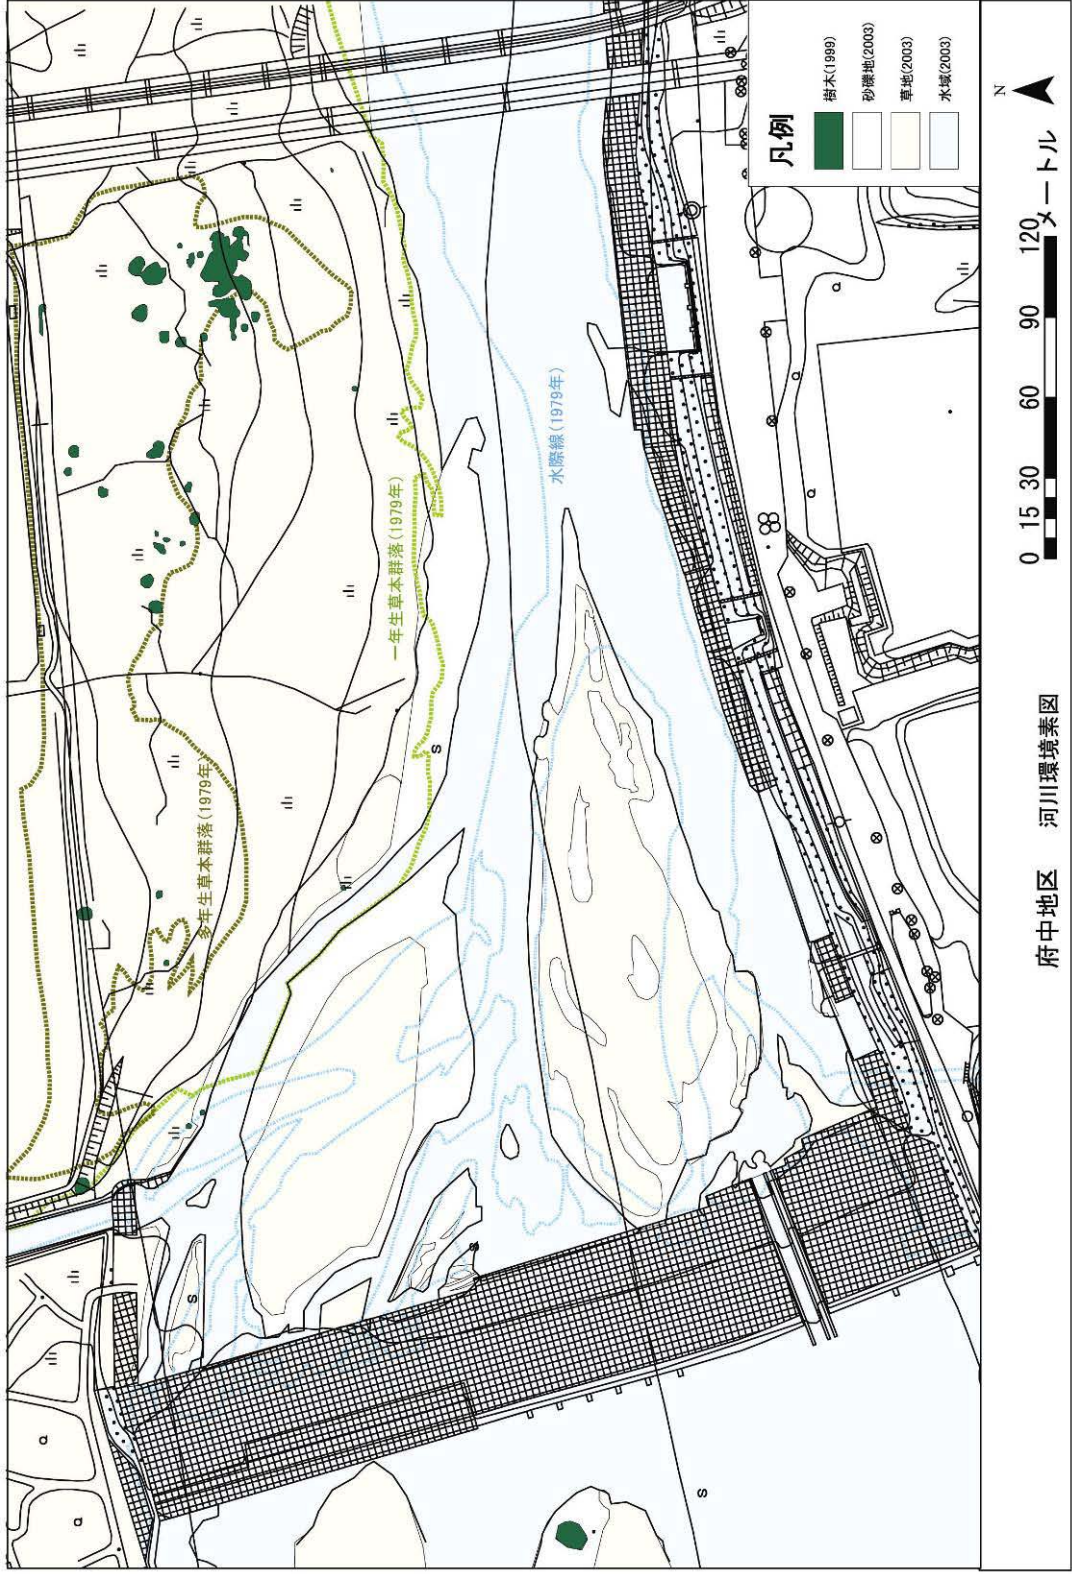 凡例
樹木(1999)
砂礫地(2003)
草地(2003)
水域(2003)
水際線(1979年)
一年生草本群落(1979年)
多年生草本群落(1979年)
s
s
s
s
N
0 15 30 60 90 120
メートル
府中地区 河川環境素図